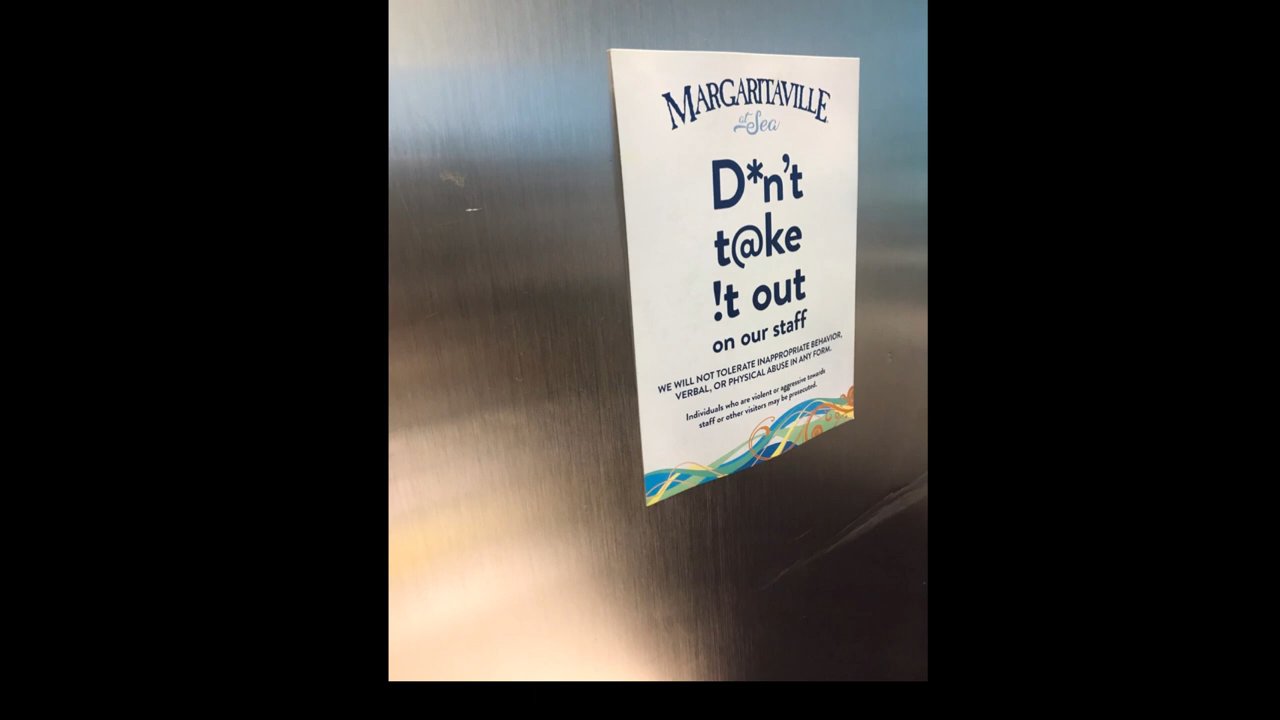 MARGARITAVILLE
at Sea
D*n't
t@ke
!t out
on our staff
WE WILL NOT TOLERATE INAPPROPRIATE BEHAVIOR,
VERBAL, OR PHYSICAL ABUSE IN ANY FORM.
Individuals who are violent or aggressive towards
staff or other visitors may be prosecuted.